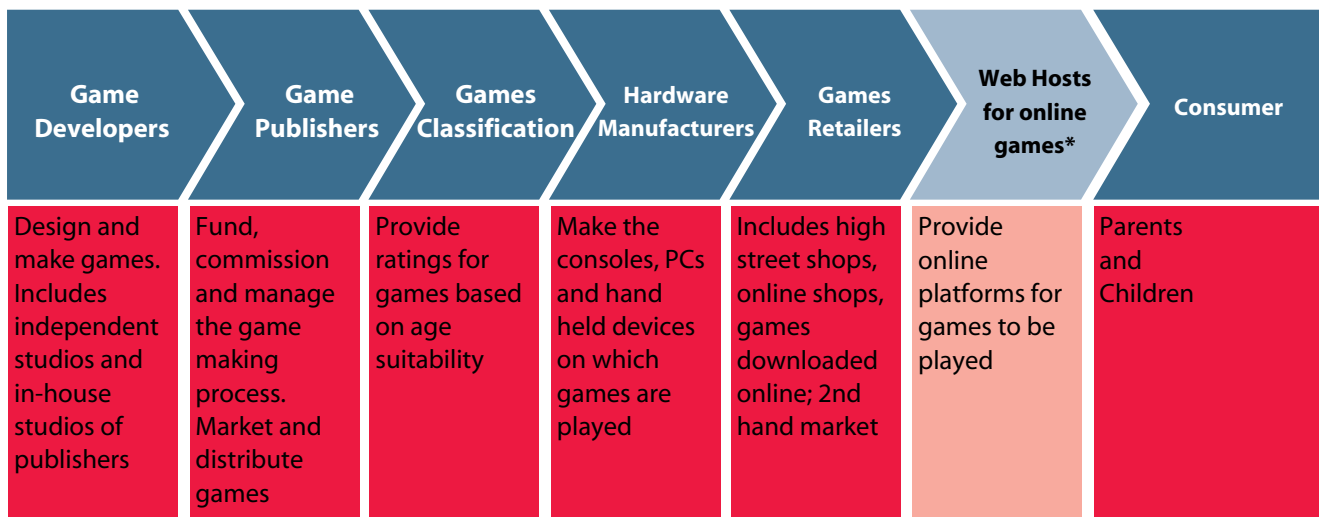 Game
Developers
Game
Publishers
Games
Classification
Hardware
Manufacturers
Games
Retailers
Web Hosts
for online
games*
Consumer
Design and
make games.
Includes
independent
studios and
in-house
studios of
publishers
Fund,
commission
and manage
the game
making
process.
Market and
distribute
games
Provide
ratings for
games based
on age
suitability
Make the
consoles, PCs
and hand
held devices
on which
games are
played
Includes high
street shops,
online shops,
games
downloaded
online; 2nd
hand market
Provide
online
platforms for
games to be
played
Parents
and
Children